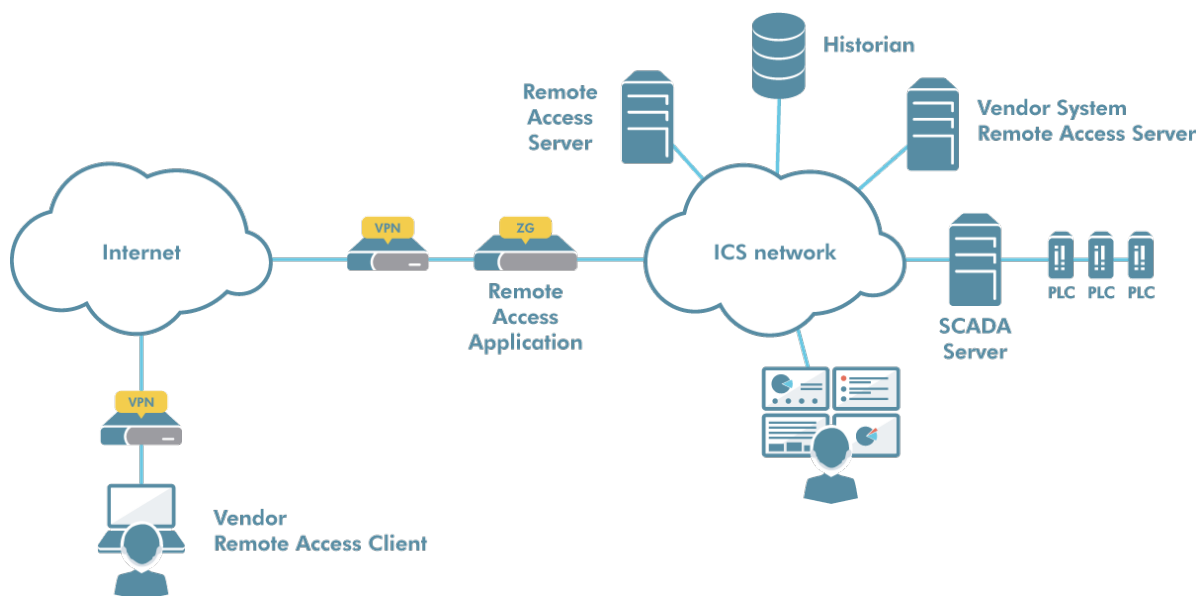 Historian
Remote
Access
Server
Vendor System
Remote Access Server
VPN
ZG
Internet
ICS network
Remote
Access
Application
PLC
PLC
PLC
SCADA
Server
VPN
Vendor
Remote Access Client